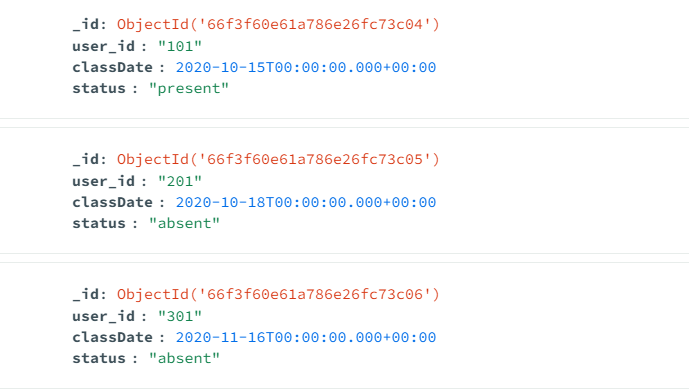 _id: ObjectId('66f3f60e61a786e26fc73c04')
user_id : "101"
classDate : 2020-10-15T00:00:00.000+00:00
status : "present"
_id: ObjectId('66f3f60e61a786e26fc73c05')
user_id : "201"
classDate : 2020-10-18T00:00:00.000+00:00
status : "absent"
_id: ObjectId('66f3f60e61a786e26fc73c06')
user_id : "301"
classDate : 2020-11-16T00:00:00.000+00:00
status : "absent"